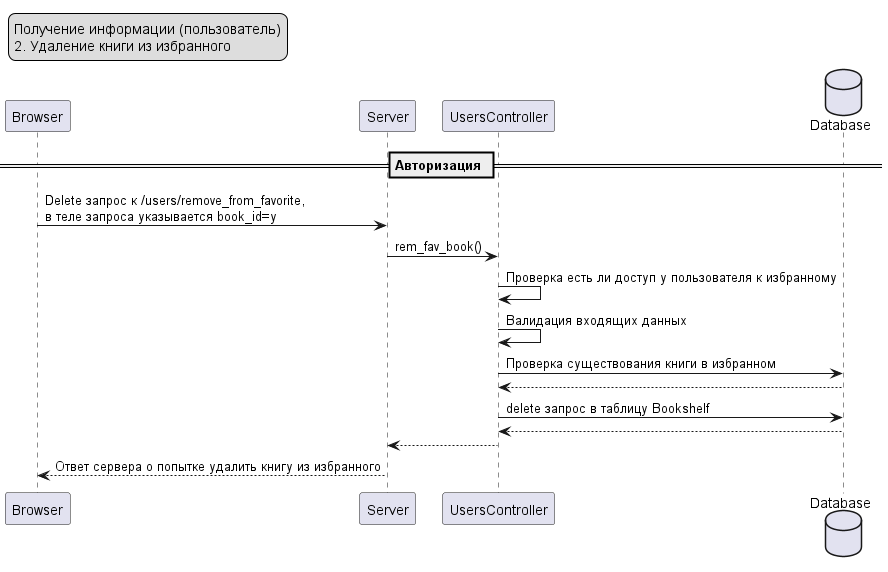 Получение информации (пользователь)
2. Удаление книги из избранного
Browser
Server
UsersController
Database
Авторизация
Delete запрос к /users/remove_from_favorite,
в теле запроса указывается book_id=y
rem_fav_book()
Проверка есть ли доступ у пользователя к избранному
Валидация входящих данных
Проверка существования книги в избранном
delete запрос в таблицу Bookshelf
Ответ сервера о попытке удалить книгу из избранного
Browser
Server
UsersController
Database